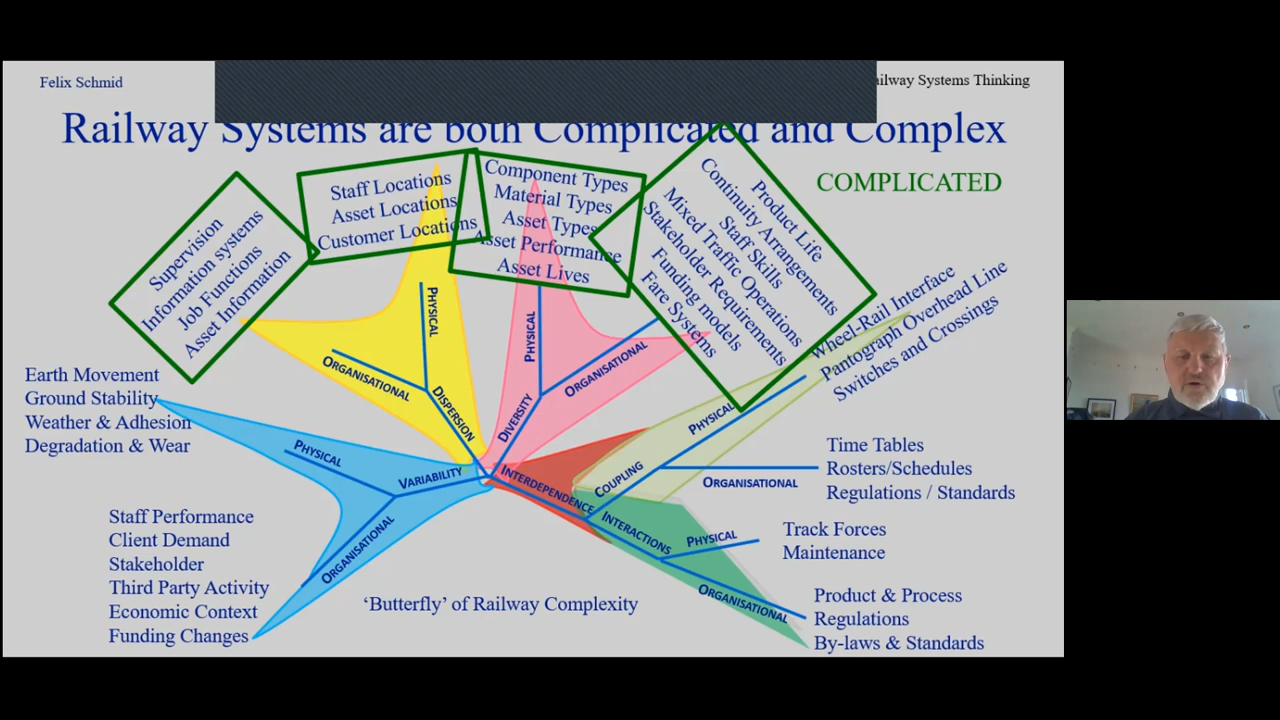 Felix Schmid
ailway Systems Thinking
Railway Systems are both Complicated and Complex
COMPLICATED
Supervision
Information systems
Job Functions
Asset Information
Staff Locations
Asset Locations
Customer Locations
Component Types
Material Types
Asset Types
Asset Performance
Asset Lives
Product Life
Continuity Arrangements
Staff Skills
Mixed Traffic Operations
Stakeholder Requirements
Funding models
Fare Systems
Wheel-Rail Interface
Pantograph Overhead Line
Switches and Crossings
PHYSICAL
ORGANISATIONAL
DISPERSION
PHYSICAL
ORGANISATIONAL
DIVERSITY
Earth Movement
Ground Stability
Weather & Adhesion
Degradation & Wear
PHYSICAL
VARIABILITY
ORGANISATIONAL
INTERDEPENDENCE
COUPLING
PHYSICAL
ORGANISATIONAL
Time Tables
Rosters/Schedules
Regulations / Standards
INTERACTIONS
PHYSICAL
ORGANISATIONAL
Track Forces
Maintenance
Staff Performance
Client Demand
Stakeholder
Third Party Activity
Economic Context
Funding Changes
‘Butterfly’ of Railway Complexity
Product & Process
Regulations
By-laws & Standards